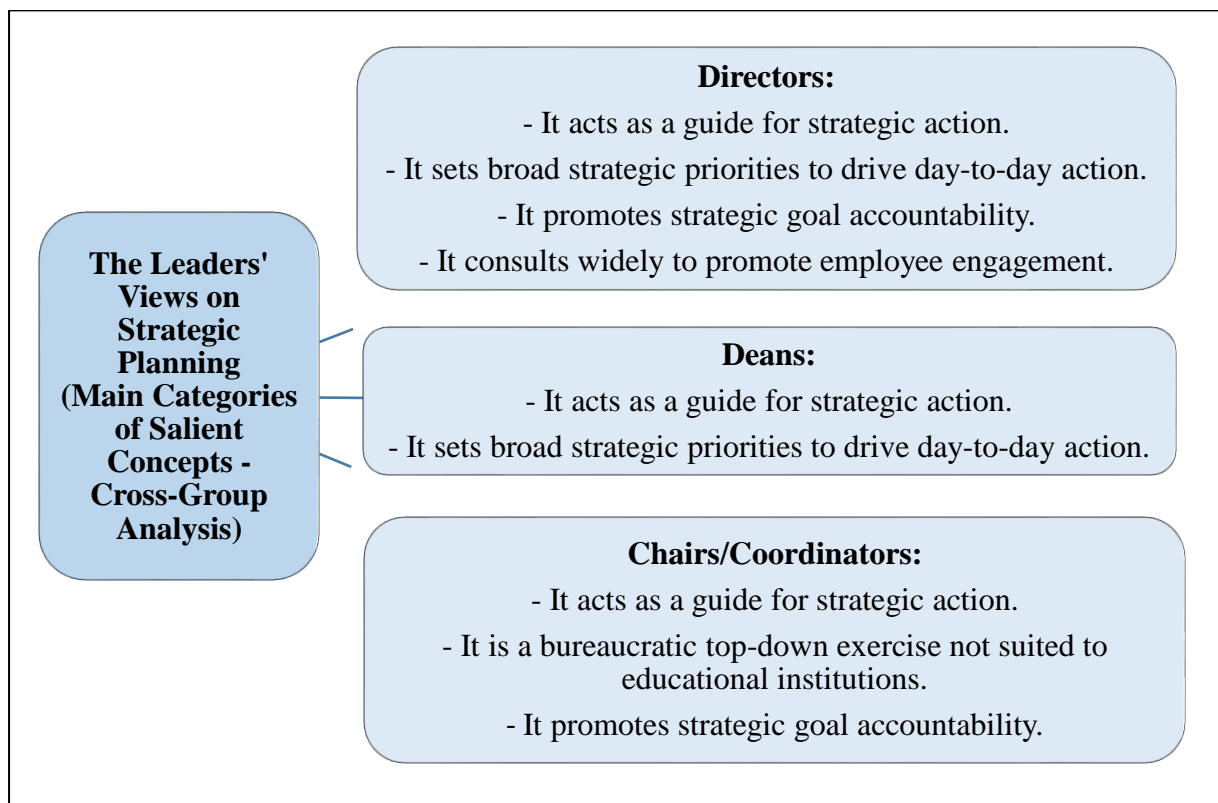 The Leaders'
Views on
Strategic
Planning
(Main Categories
of Salient
Concepts -
Cross-Group
Analysis)
Directors:
- It acts as a guide for strategic action.
- It sets broad strategic priorities to drive day-to-day action.
- It promotes strategic goal accountability.
- It consults widely to promote employee engagement.
Deans:
- It acts as a guide for strategic action.
- It sets broad strategic priorities to drive day-to-day action.
Chairs/Coordinators:
- It acts as a guide for strategic action.
- It is a bureaucratic top-down exercise not suited to
educational institutions.
- It promotes strategic goal accountability.